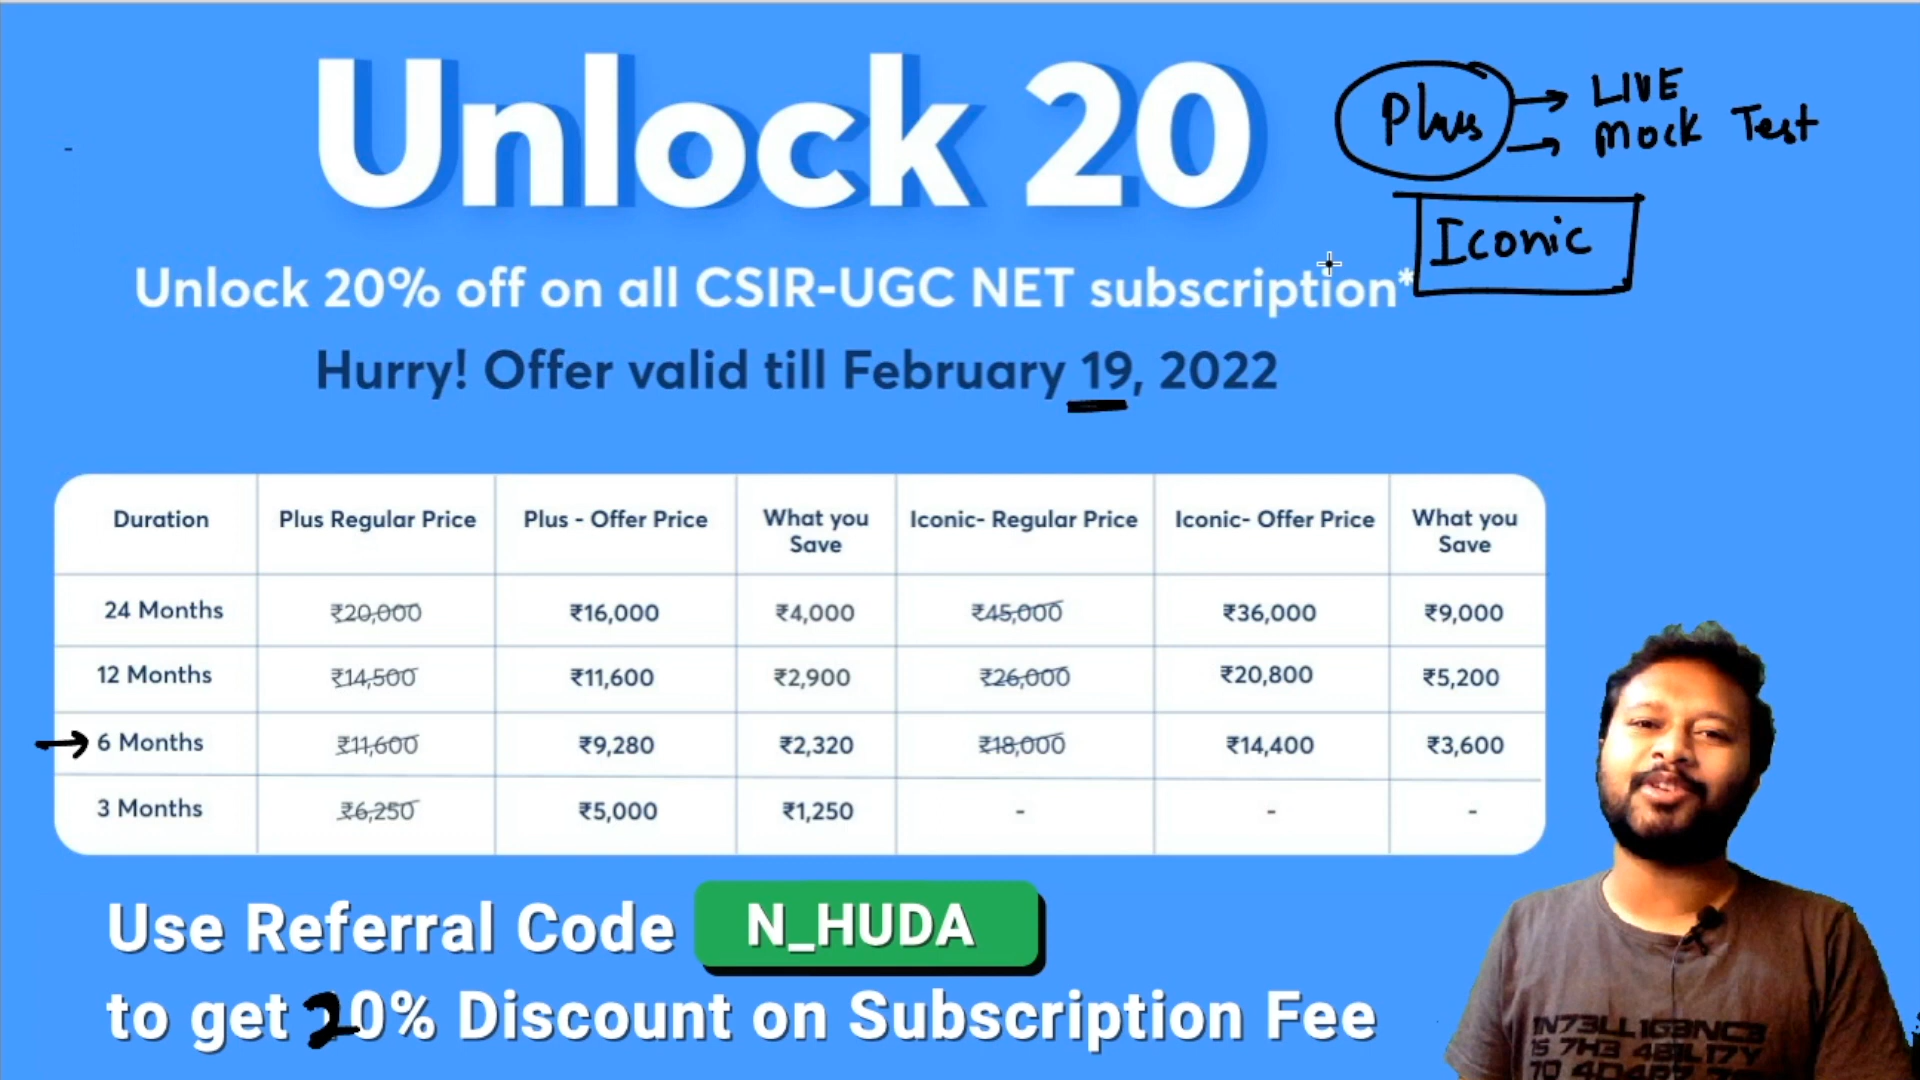 Unlock 20
Plus → LIVE
→ Mock Test
Iconic
Unlock 20% off on all CSIR-UGC NET subscription*
Hurry! Offer valid till February 19, 2022
Duration Plus Regular Price Plus - Offer Price What you Save Iconic- Regular Price Iconic- Offer Price What you Save
24 Months ₹20,000 ₹16,000 ₹4,000 ₹45,000 ₹36,000 ₹9,000
12 Months ₹14,500 ₹11,600 ₹2,900 ₹26,000 ₹20,800 ₹5,200
→ 6 Months ₹11,600 ₹9,280 ₹2,320 ₹18,000 ₹14,400 ₹3,600
3 Months ₹6,250 ₹5,000 ₹1,250 - - -
Use Referral Code N_HUDA
to get 20% Discount on Subscription Fee
1N73LL1G3NC3
15 7H3 4B1L17Y